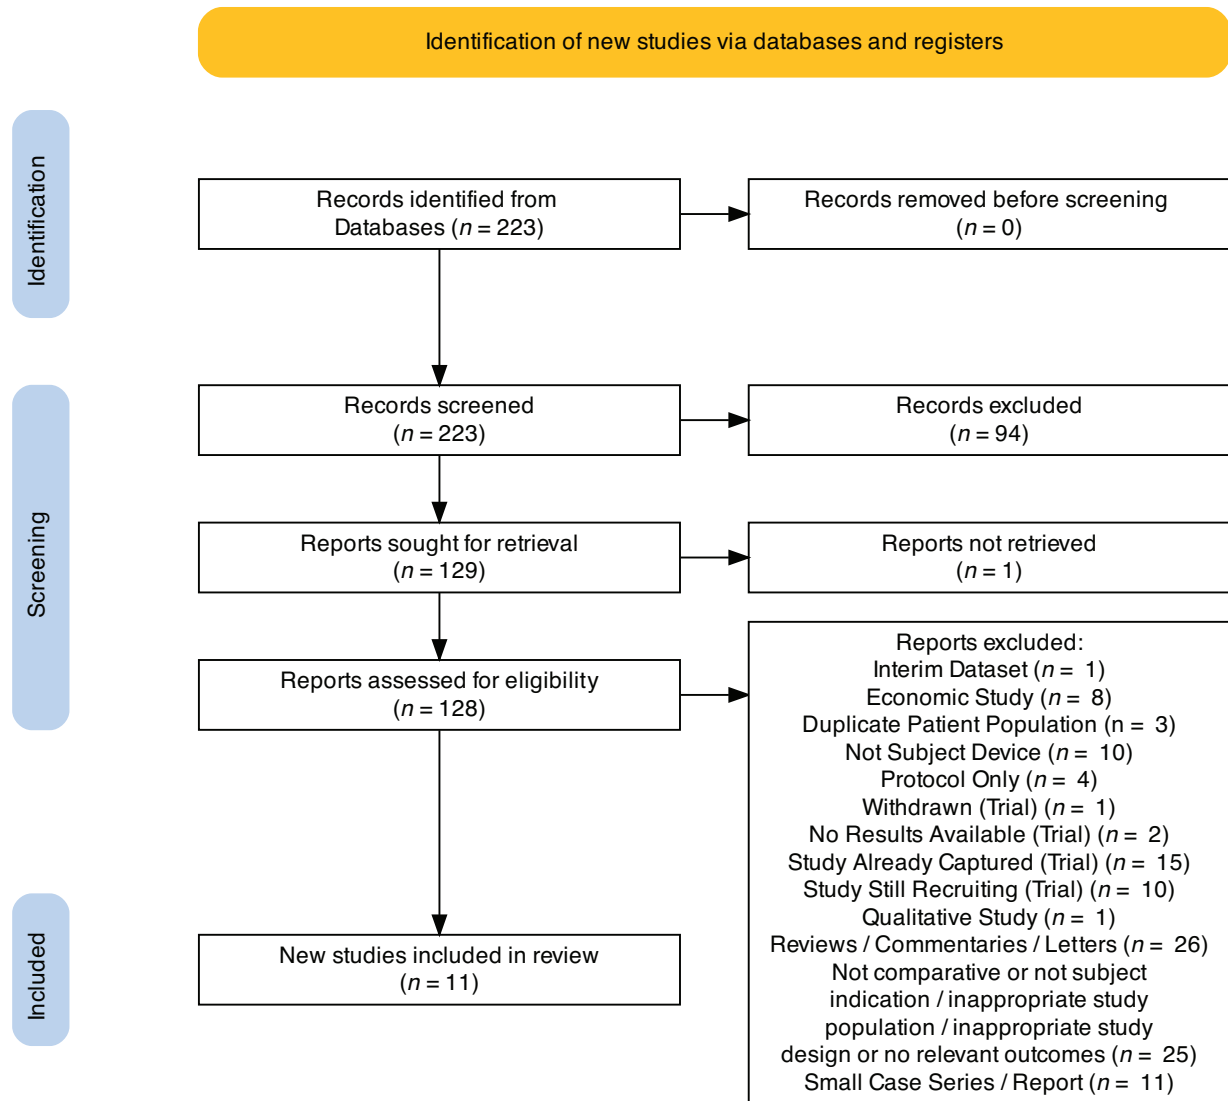 Identification of new studies via databases and registers
Identification
Records identified from
Databases (n = 223)
Records removed before screening
(n = 0)
Screening
Records screened
(n = 223)
Records excluded
(n = 94)
Reports sought for retrieval
(n = 129)
Reports not retrieved
(n = 1)
Reports assessed for eligibility
(n = 128)
Reports excluded:
Interim Dataset (n = 1)
Economic Study (n = 8)
Duplicate Patient Population (n = 3)
Not Subject Device (n = 10)
Protocol Only (n = 4)
Withdrawn (Trial) (n = 1)
No Results Available (Trial) (n = 2)
Study Already Captured (Trial) (n = 15)
Study Still Recruiting (Trial) (n = 10)
Qualitative Study (n = 1)
Reviews / Commentaries / Letters (n = 26)
Not comparative or not subject
indication / inappropriate study
population / inappropriate study
design or no relevant outcomes (n = 25)
Small Case Series / Report (n = 11)
Included
New studies included in review
(n = 11)